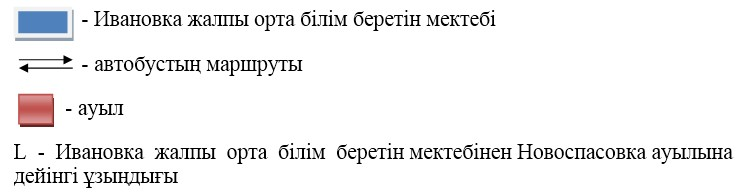 - Ивановка жалпы орта білім беретін мектебі
- автобустың маршруты
- ауыл
L - Ивановка жалпы орта білім беретін мектебінен Новоспасовка ауылына
дейінгі ұзындығы